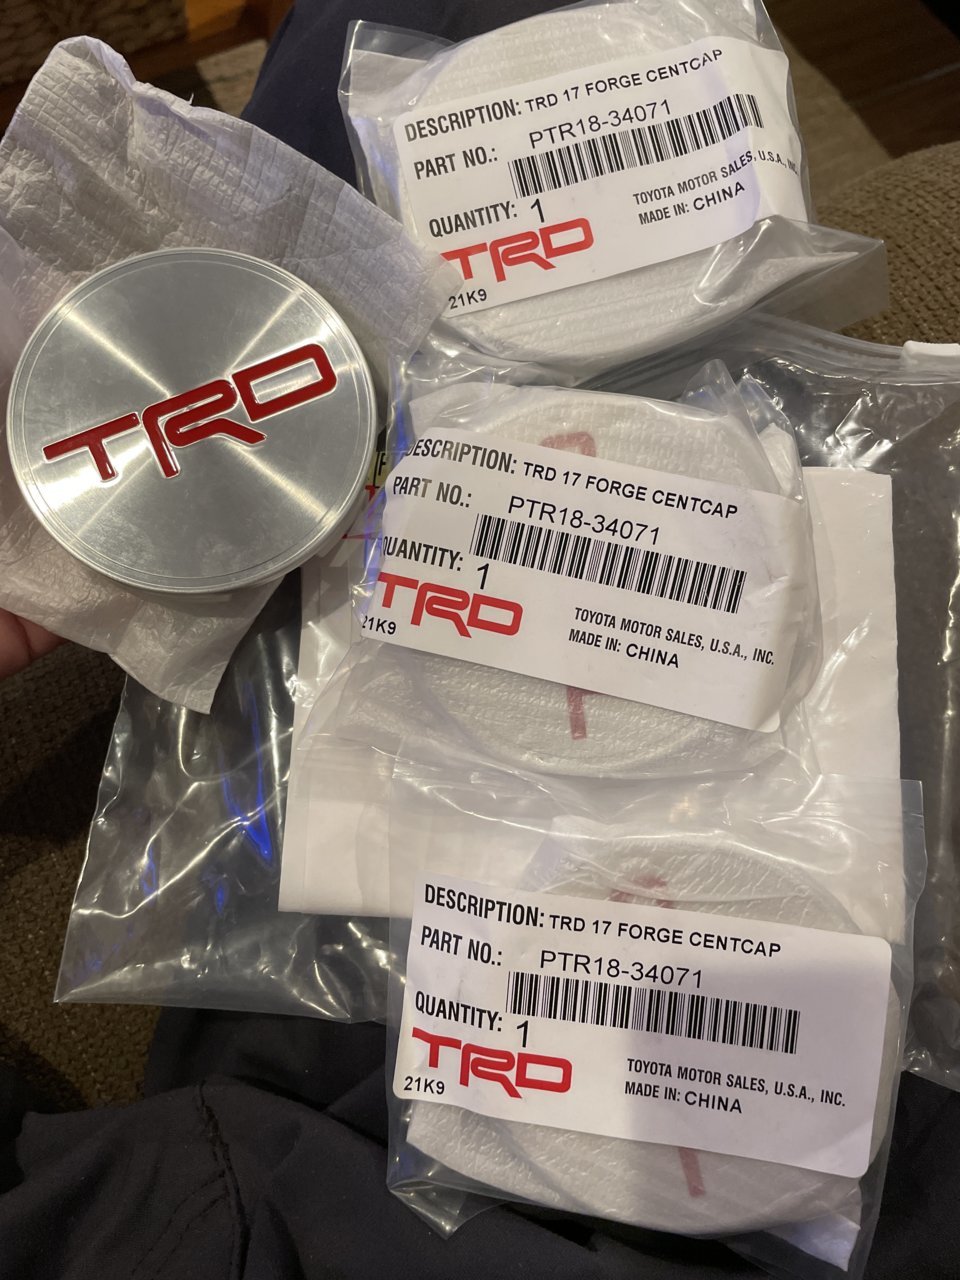 DESCRIPTION: TRD 17 FORGE CENTCAP
PART NO.: PTR18-34071
QUANTITY: 1
TOYOTA MOTOR SALES, U.S.A., INC.
MADE IN: CHINA
TRD
21K9
TRD
DESCRIPTION: TRD 17 FORGE CENTCAP
PART NO.: PTR18-34071
QUANTITY: 1
TRD
TOYOTA MOTOR SALES, U.S.A., INC.
MADE IN: CHINA
21K9
DESCRIPTION: TRD 17 FORGE CENTCAP
PART NO.: PTR18-34071
QUANTITY: 1
TRD
TOYOTA MOTOR SALES, U.S.A., INC.
MADE IN: CHINA
21K9